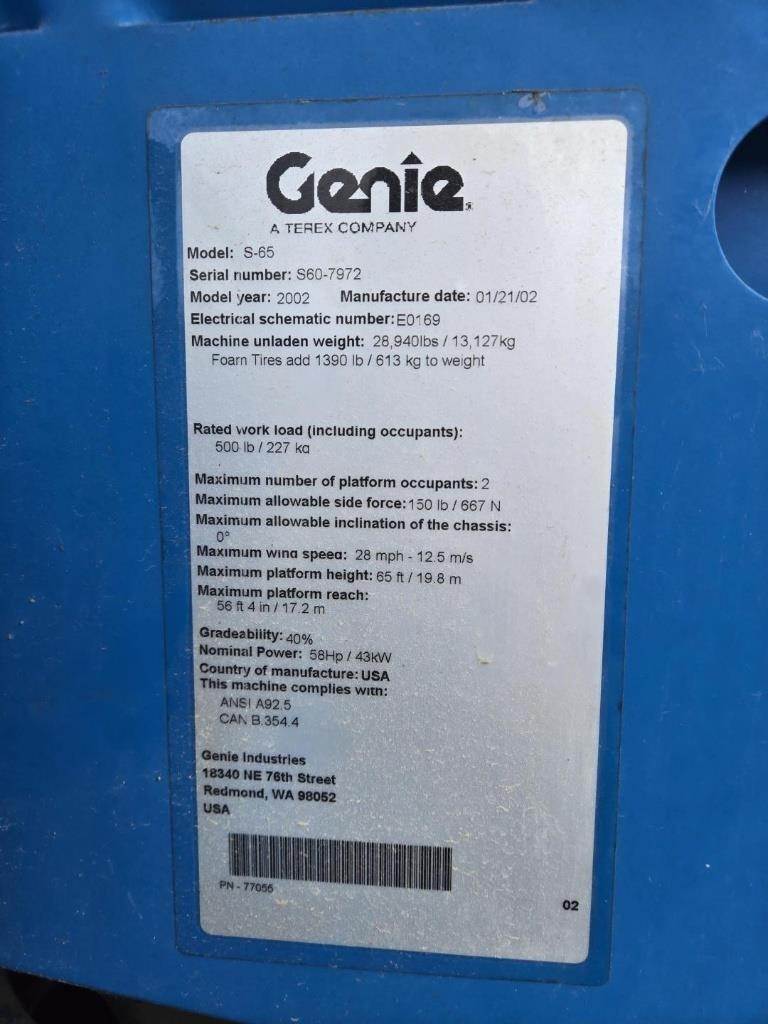 Genie®
A TEREX COMPANY
Model: S-65
Serial number: S60-7972
Model year: 2002 Manufacture date: 01/21/02
Electrical schematic number: E0169
Machine unladen weight: 28,940lbs / 13,127kg
Foam Tires add 1390 lb / 613 kg to weight
Rated work load (including occupants):
500 lb / 227 kg
Maximum number of platform occupants: 2
Maximum allowable side force: 150 lb / 667 N
Maximum allowable inclination of the chassis:
0°
Maximum wind speed: 28 mph - 12.5 m/s
Maximum platform height: 65 ft / 19.8 m
Maximum platform reach:
56 ft 4 in / 17.2 m
Gradeability: 40%
Nominal Power: 58Hp / 43kW
Country of manufacture: USA
This machine complies with:
ANSI A92.5
CAN B.354.4
Genie Industries
18340 NE 76th Street
Redmond, WA 98052
USA
PN - 77055
02